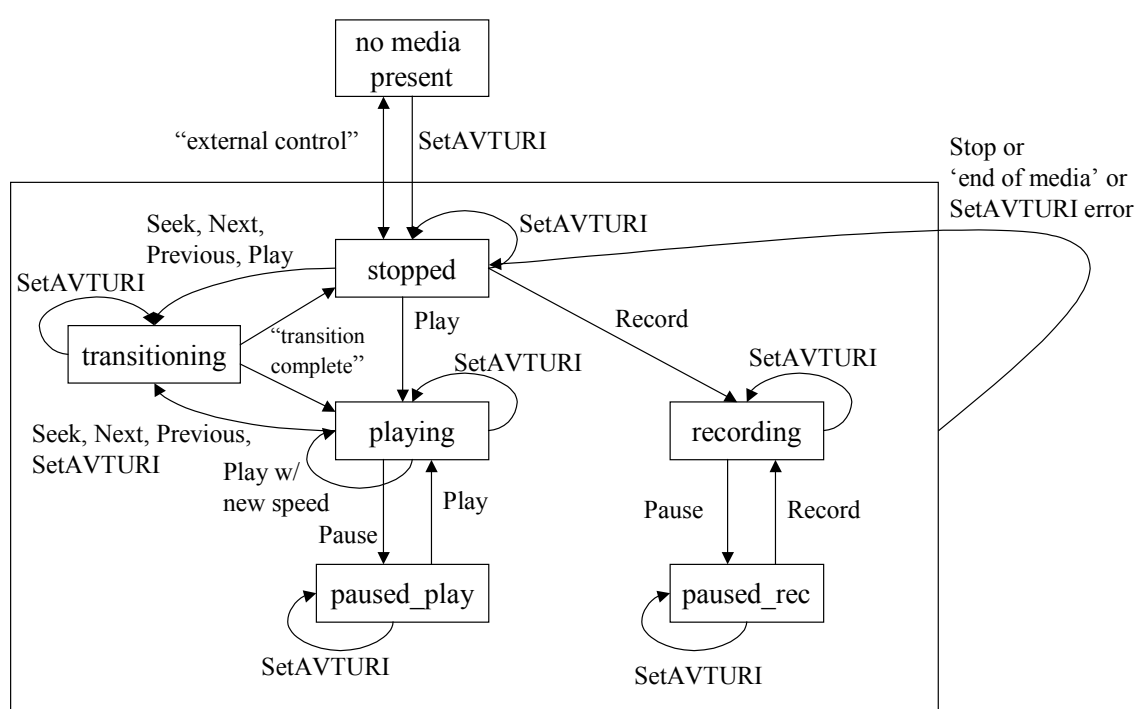 no media
present
“external control”
SetAVTURI
Stop or
‘end of media’ or
SetAVTURI error
Seek, Next,
Previous, Play
SetAVTURI
stopped
SetAVTURI
Play
Record
transitioning
“transition
complete”
SetAVTURI
SetAVTURI
playing
recording
Seek, Next, Previous,
SetAVTURI
Play w/
new speed
Play
Pause
Pause
Record
paused_play
paused_rec
SetAVTURI
SetAVTURI